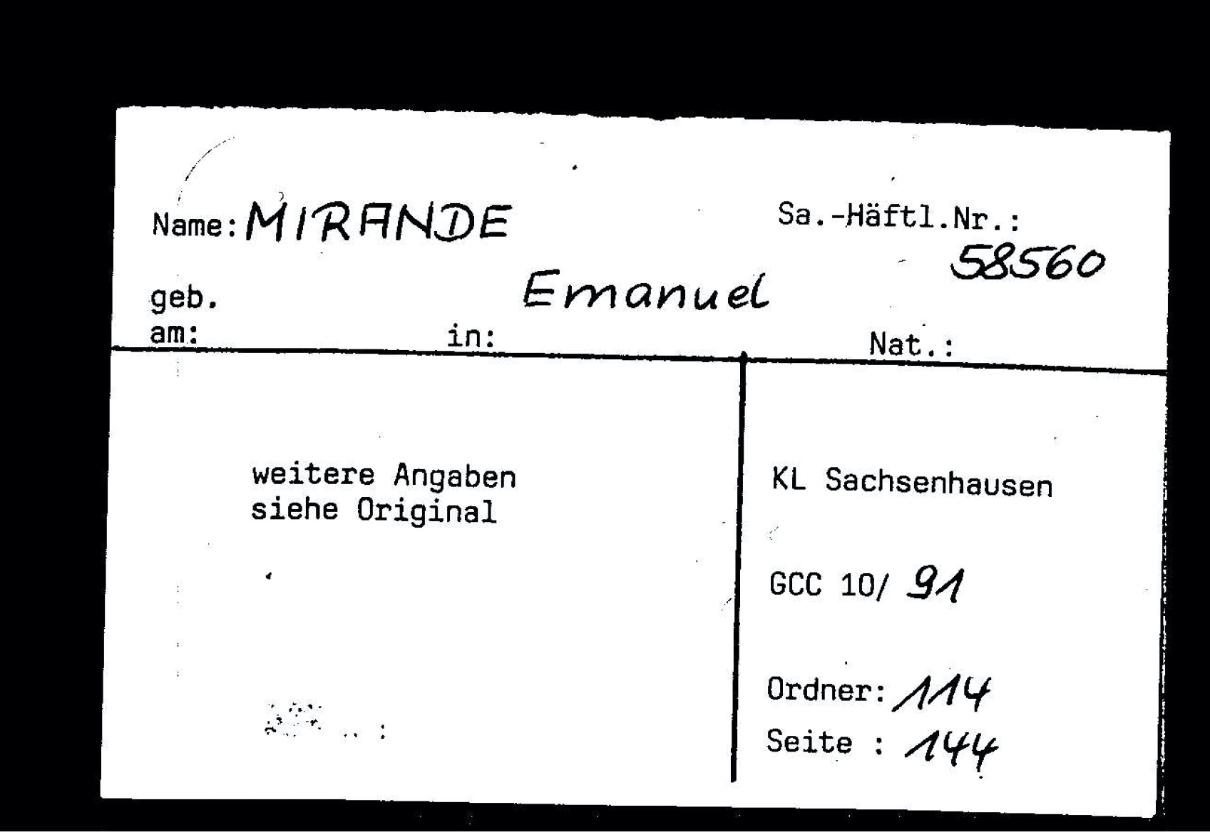 Name: MIRANDE
Sa.-Häftl.Nr.:
58560
Emanuel
geb.
am: in: Nat.:
weitere Angaben
siehe Original
KL Sachsenhausen
GCC 10/ 91
Ordner: 114
Seite : 144